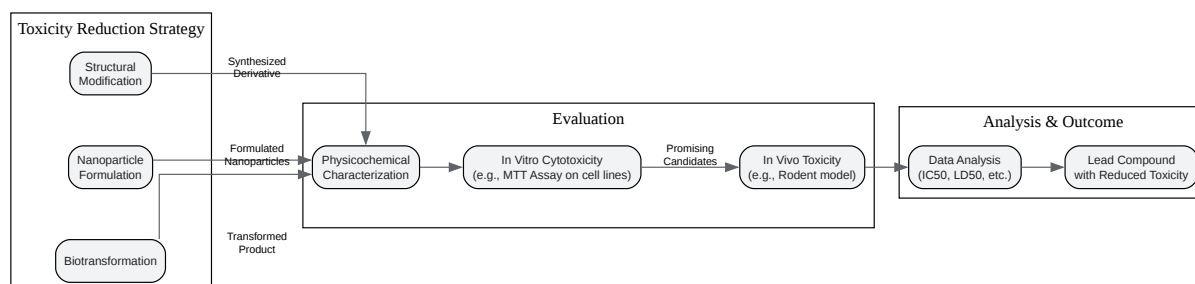 Toxicity Reduction Strategy
Structural
Modification
Synthesized
Derivative
Nanoparticle
Formulation
Formulated
Nanoparticles
Biotransformation
Transformed
Product
Evaluation
Physicochemical
Characterization
In Vitro Cytotoxicity
(e.g., MTT Assay on cell lines)
Promising
Candidates
In Vivo Toxicity
(e.g., Rodent model)
Analysis & Outcome
Data Analysis
(IC50, LD50, etc.)
Lead Compound
with Reduced Toxicity